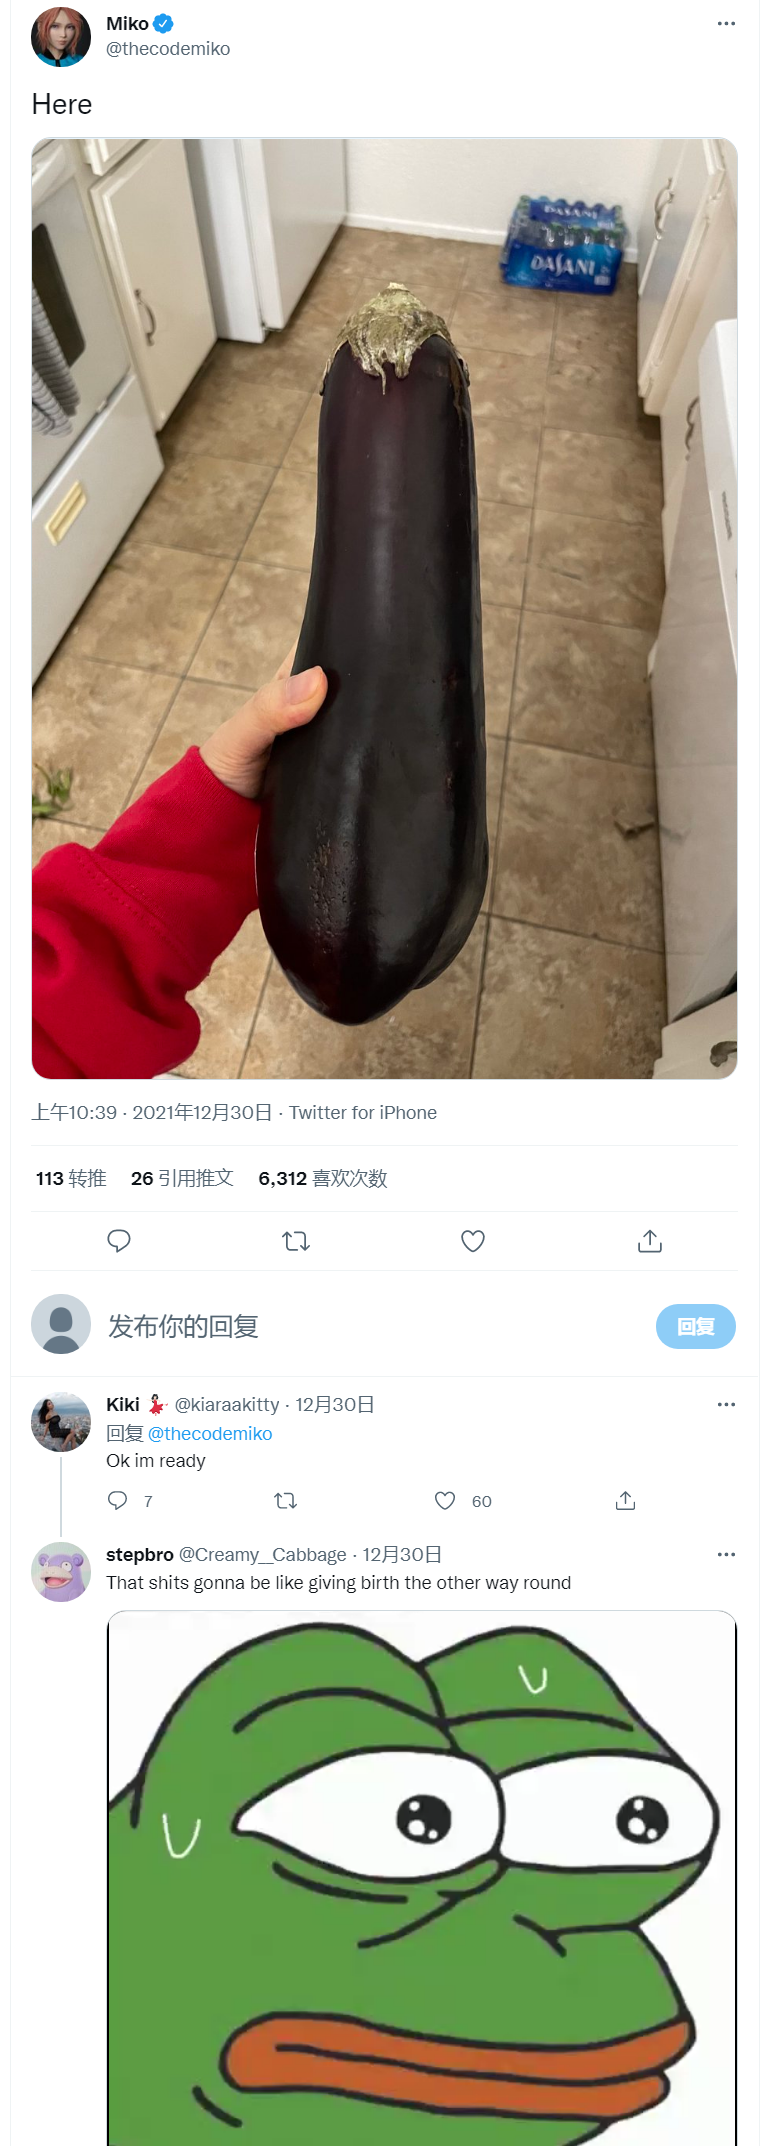 Miko
@thecodemiko
Here
DASANI
DASANI
上午10:39 · 2021年12月30日 · Twitter for iPhone
113 转推 26 引用推文 6,312 喜欢次数
发布你的回复
回复
Kiki @kiaraakitty · 12月30日
回复 @thecodemiko
Ok im ready
7 60
stepbro @Creamy__Cabbage · 12月30日
That shits gonna be like giving birth the other way round